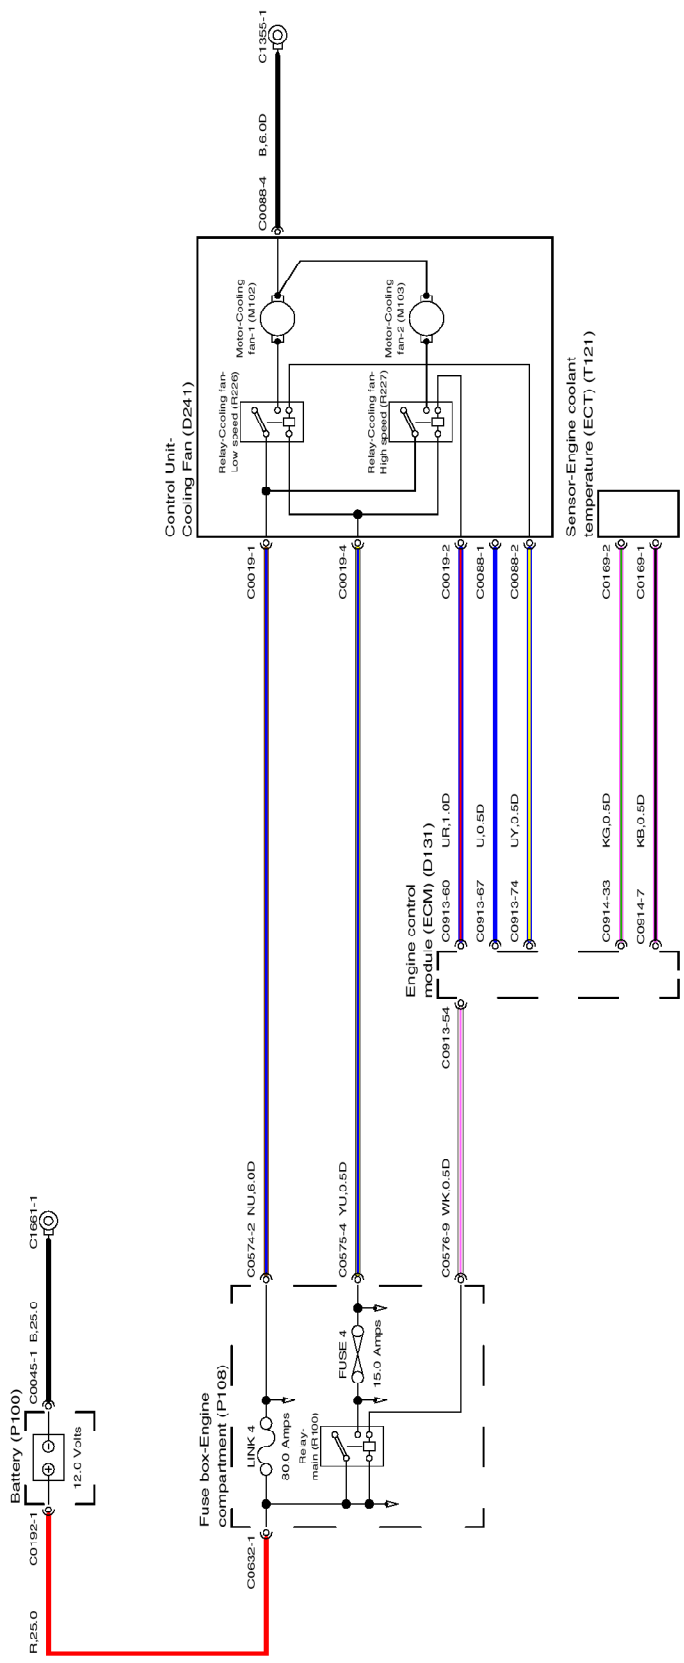 C1355-1
B,6.0D
C0088-4
Motor-Cooling
fan-1 (M102)
Motor-Cooling
fan-2 (M103)
Relay-Cooling fan-
Low speed (R226)
Relay-Cooling fan-
High speed (R227)
Control Unit-
Cooling Fan (D241)
Sensor-Engine coolant
temperature (ECT) (T121)
C0019-1
C0019-4
C0019-2
C0088-1
C0088-2
C0169-2
C0169-1
UR,1.0D
U,0.5D
UY,0.5D
KG,0.5D
KB,0.5D
Engine control
module (ECM) (D131)
C0913-60
C0913-67
C0913-74
C0914-33
C0914-7
C0913-54
C0574-2 NU,6.0D
C0575-4 YU,0.5D
C0576-9 WK,0.5D
C1661-1
B,25.0
C0045-1
Battery (P100)
12.0 Volts
C0192-1
R,25.0
Fuse box-Engine
compartment (P108)
LINK 4
30.0 Amps
FUSE 4
15.0 Amps
Relay-
main (R100)
C0632-1